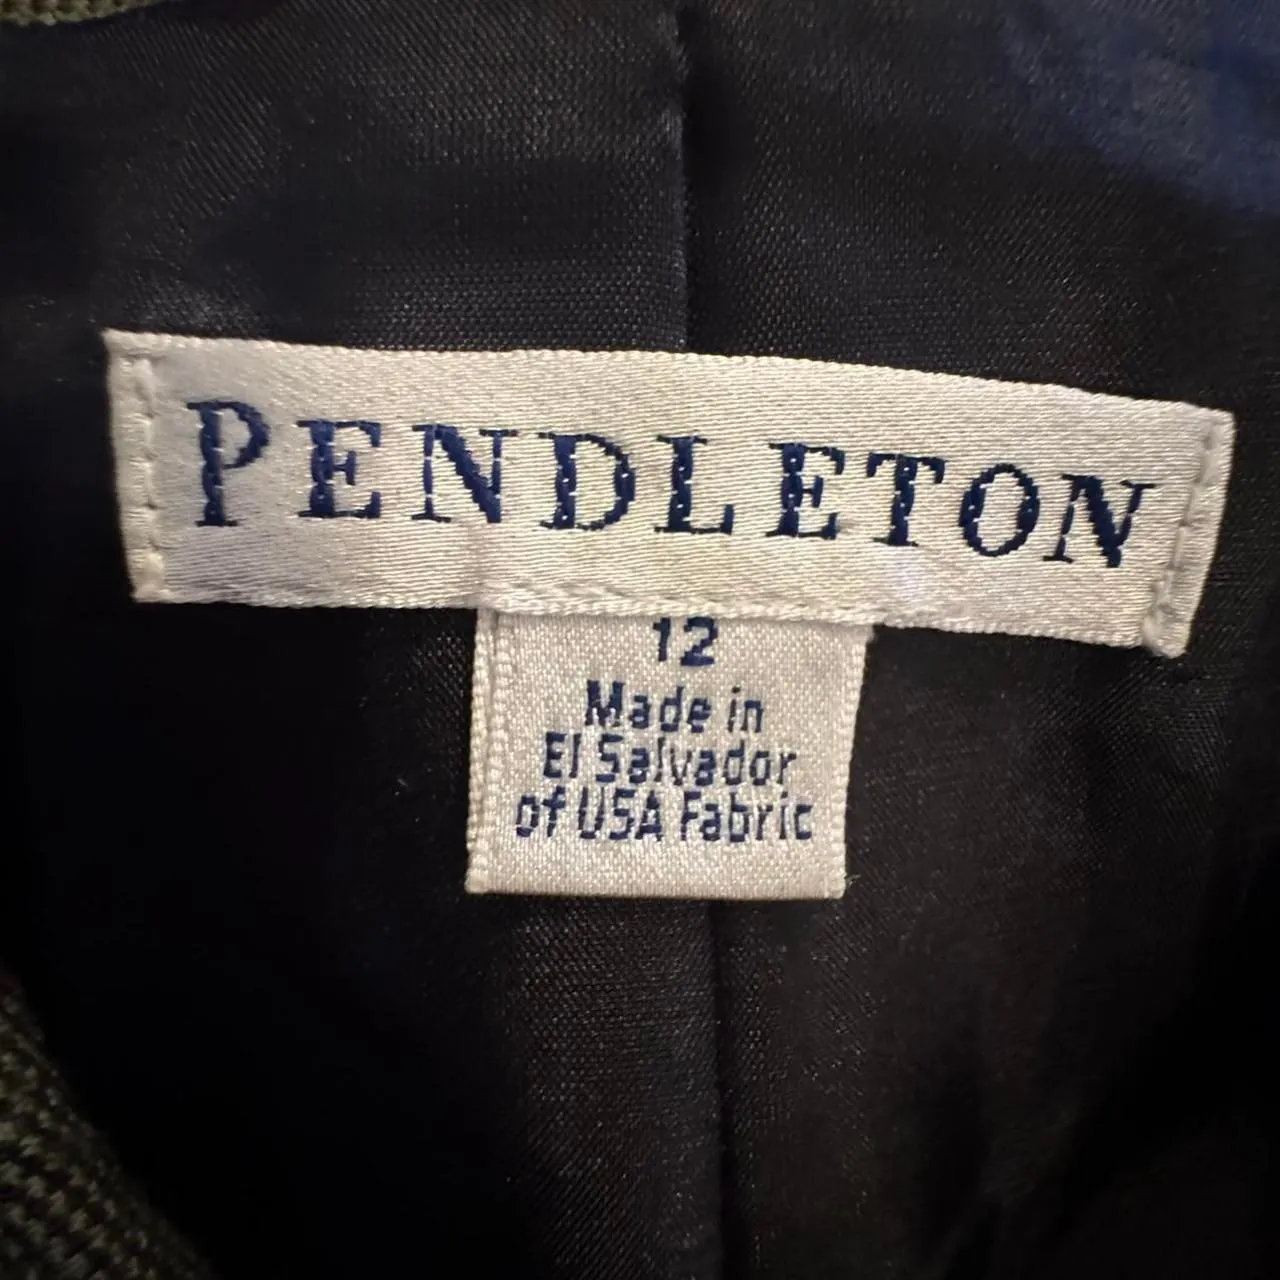 PENDLETON
12
Made in
El Salvador
of USA Fabric